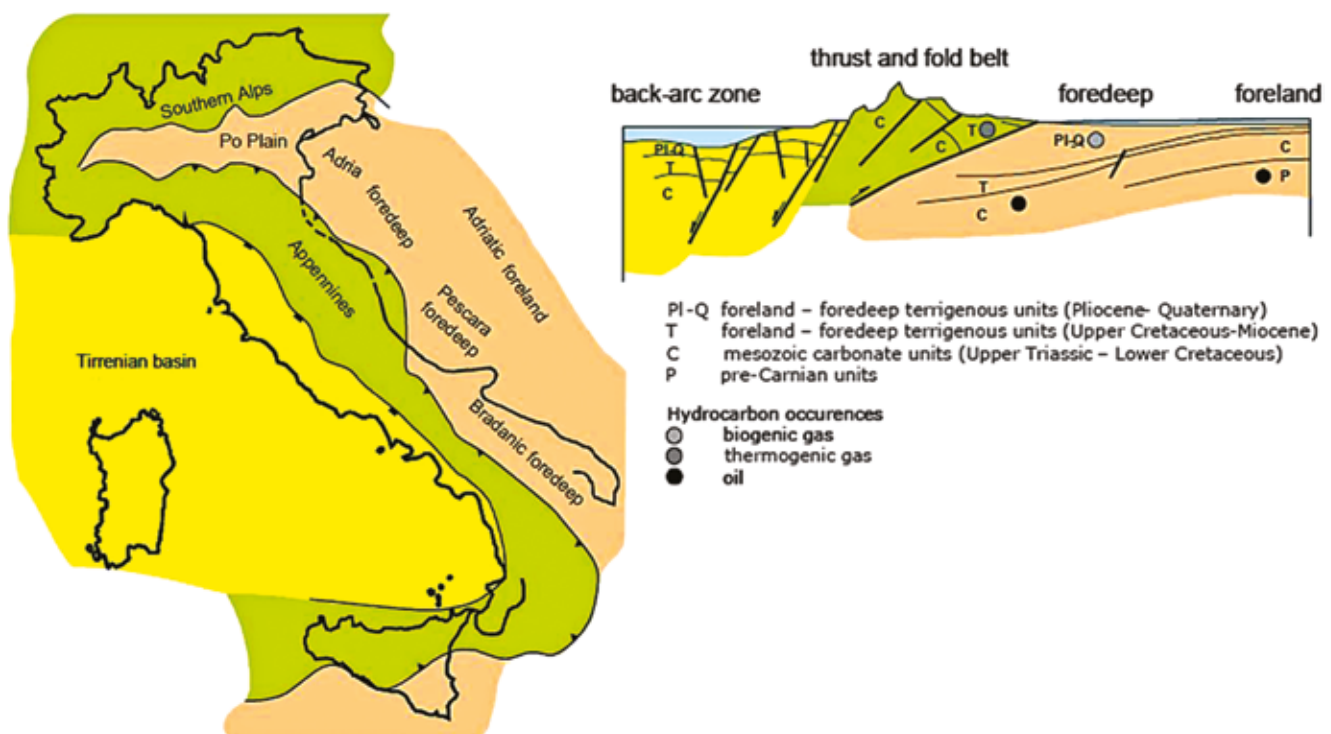 Southern Alps
Po Plain
Adria foredeep
Adriatic foreland
Appennines
Pescara foredeep
Tirrenian basin
Bradanic foredeep
thrust and fold belt
back-arc zone
foredeep
foreland
Pl-Q
T
C
C
C
T
Pl-Q
T
C
C
P
Pl-Q foreland – foredeep terrigenous units (Pliocene- Quaternary)
T foreland – foredeep terrigenous units (Upper Cretaceous-Miocene)
C mesozoic carbonate units (Upper Triassic – Lower Cretaceous)
P pre-Carnian units
Hydrocarbon occurences
biogenic gas
thermogenic gas
oil